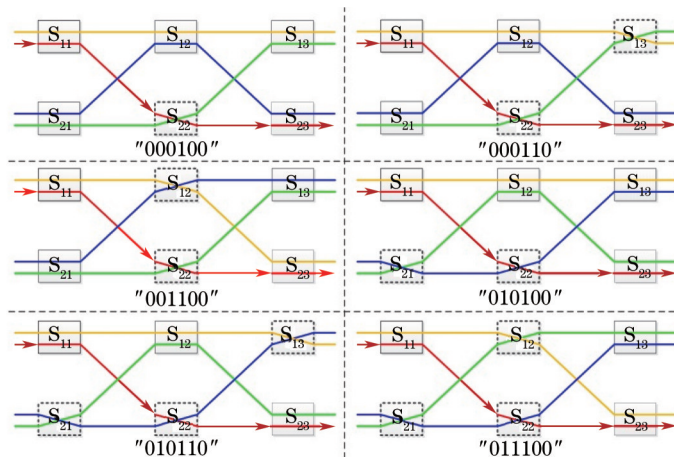 S11 S12 S13 S11 S12 S13
S21 S22 S23 S21 S22 S23
"000100" "000110"
S11 S12 S13 S11 S12 S13
S21 S22 S23 S21 S22 S23
"001100" "010100"
S11 S12 S13 S11 S12 S13
S21 S22 S23 S21 S22 S23
"010110" "011100"